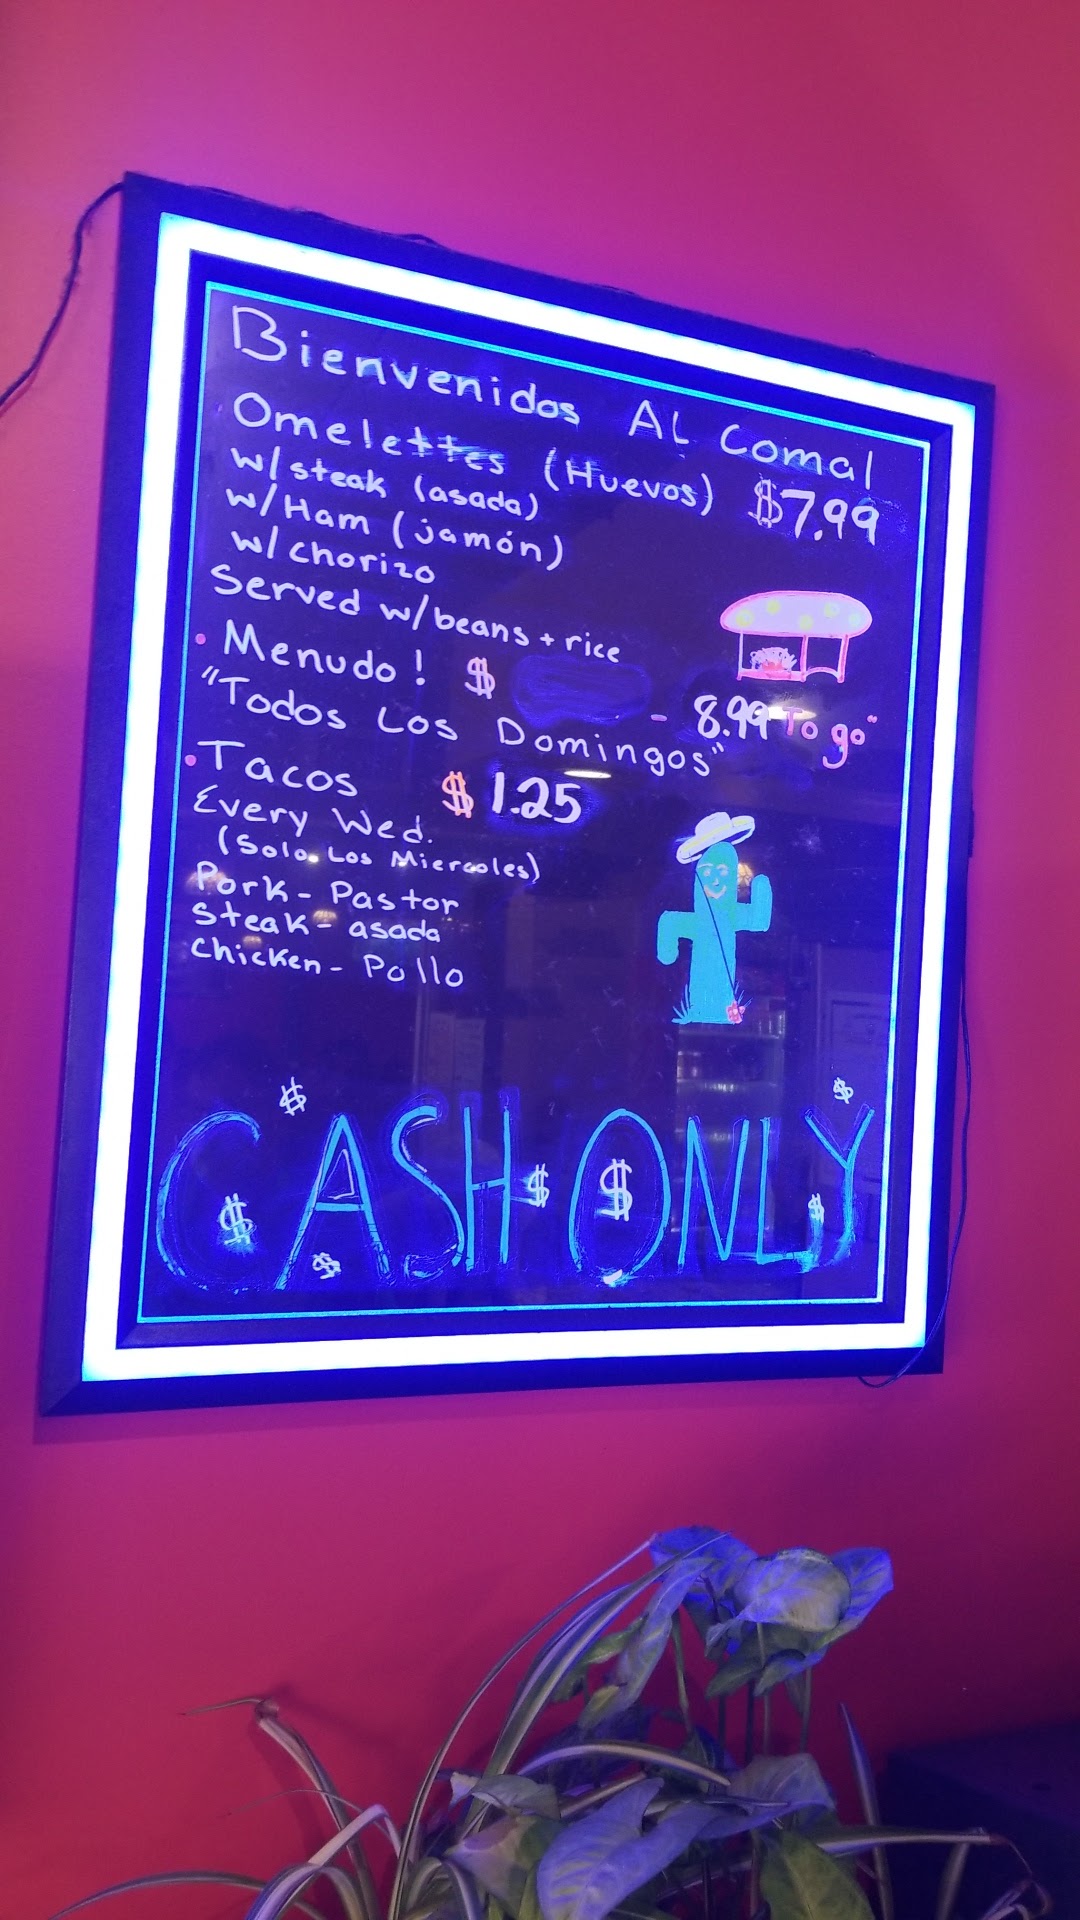 Bienvenidos AL Comal
Omelettes (Huevos) $7.99
w/steak (asada)
w/Ham (jamón)
w/chorizo
Served w/beans + rice
• Menudo! $ - 8.99 To go"
"Todos Los Domingos"
• Tacos $1.25
Every Wed.
(Solo Los Miercoles)
Pork - Pastor
Steak - asada
Chicken - Pollo
$ $
CASH ONLY
$ $ $ $ $